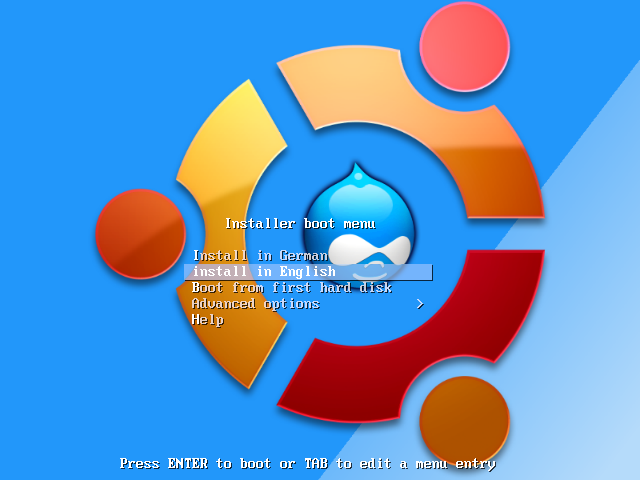 Installer boot menu
Install in German
install in English
Boot from first hard disk
Advanced options >
Help
Press ENTER to boot or TAB to edit a menu entry